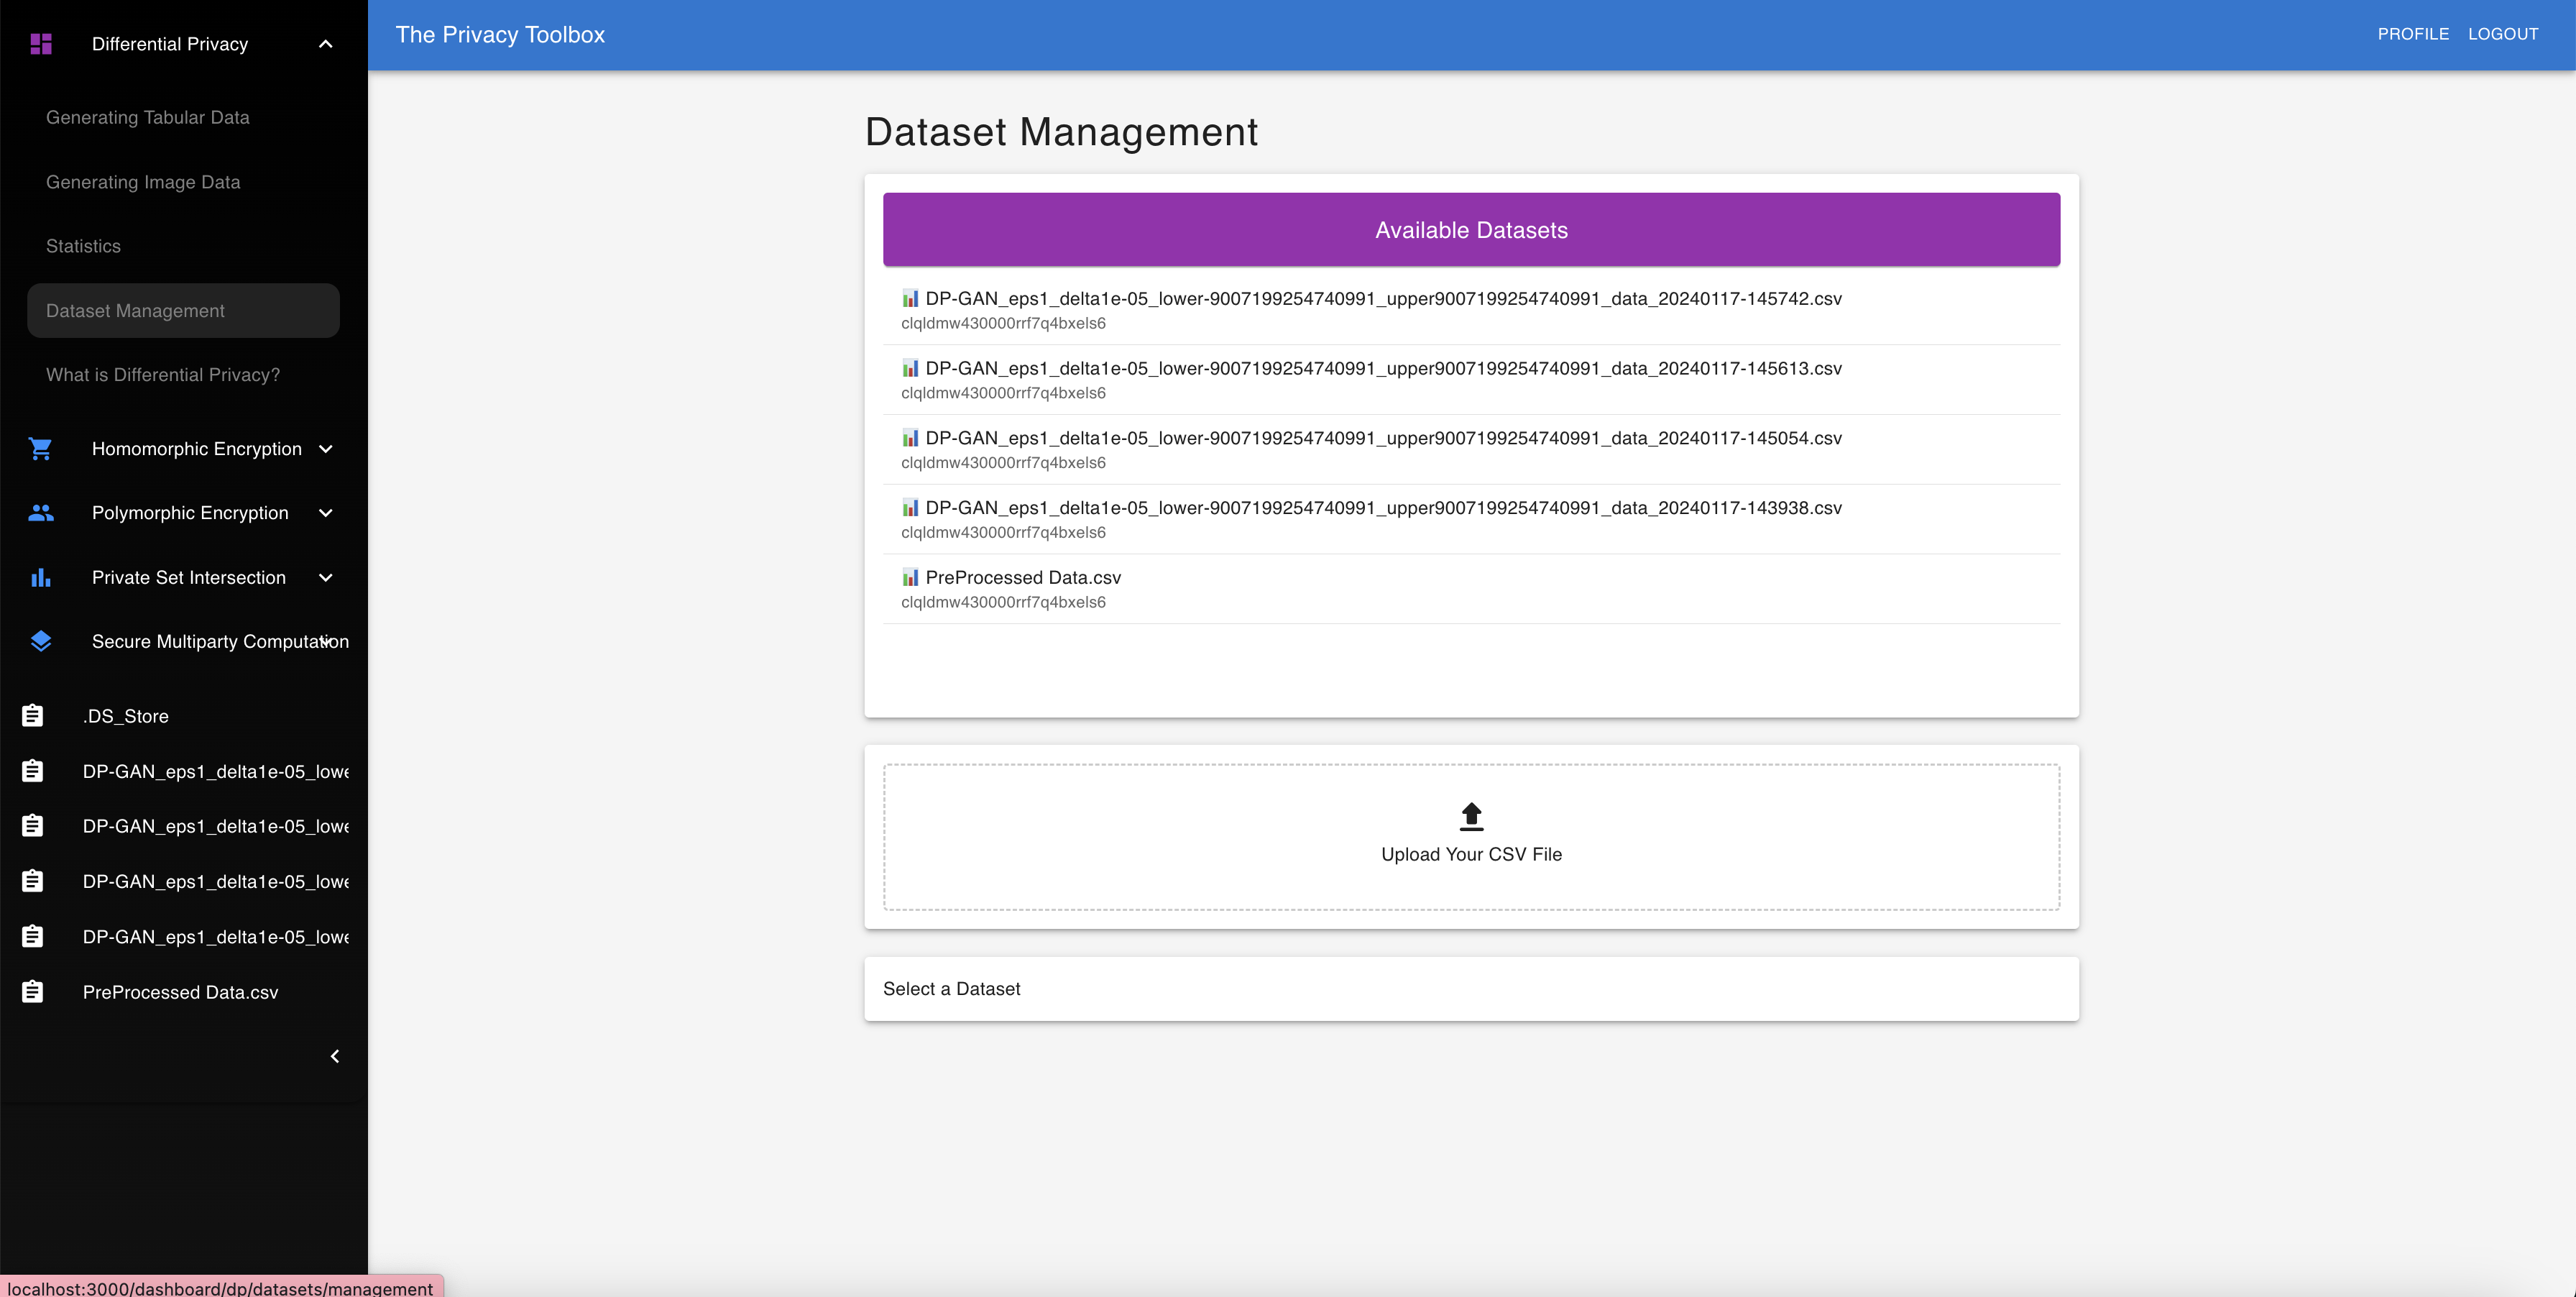 Differential Privacy
Generating Tabular Data
Generating Image Data
Statistics
Dataset Management
What is Differential Privacy?
Homomorphic Encryption
Polymorphic Encryption
Private Set Intersection
Secure Multiparty Computation
.DS_Store
DP-GAN_eps1_delta1e-05_lowe
DP-GAN_eps1_delta1e-05_lowe
DP-GAN_eps1_delta1e-05_lowe
DP-GAN_eps1_delta1e-05_lowe
PreProcessed Data.csv
The Privacy Toolbox
PROFILE LOGOUT
Dataset Management
Available Datasets
DP-GAN_eps1_delta1e-05_lower-9007199254740991_upper9007199254740991_data_20240117-145742.csv
clqldmw430000rrf7q4bxels6
DP-GAN_eps1_delta1e-05_lower-9007199254740991_upper9007199254740991_data_20240117-145613.csv
clqldmw430000rrf7q4bxels6
DP-GAN_eps1_delta1e-05_lower-9007199254740991_upper9007199254740991_data_20240117-145054.csv
clqldmw430000rrf7q4bxels6
DP-GAN_eps1_delta1e-05_lower-9007199254740991_upper9007199254740991_data_20240117-143938.csv
clqldmw430000rrf7q4bxels6
PreProcessed Data.csv
clqldmw430000rrf7q4bxels6
Upload Your CSV File
Select a Dataset
localhost:3000/dashboard/dp/datasets/management